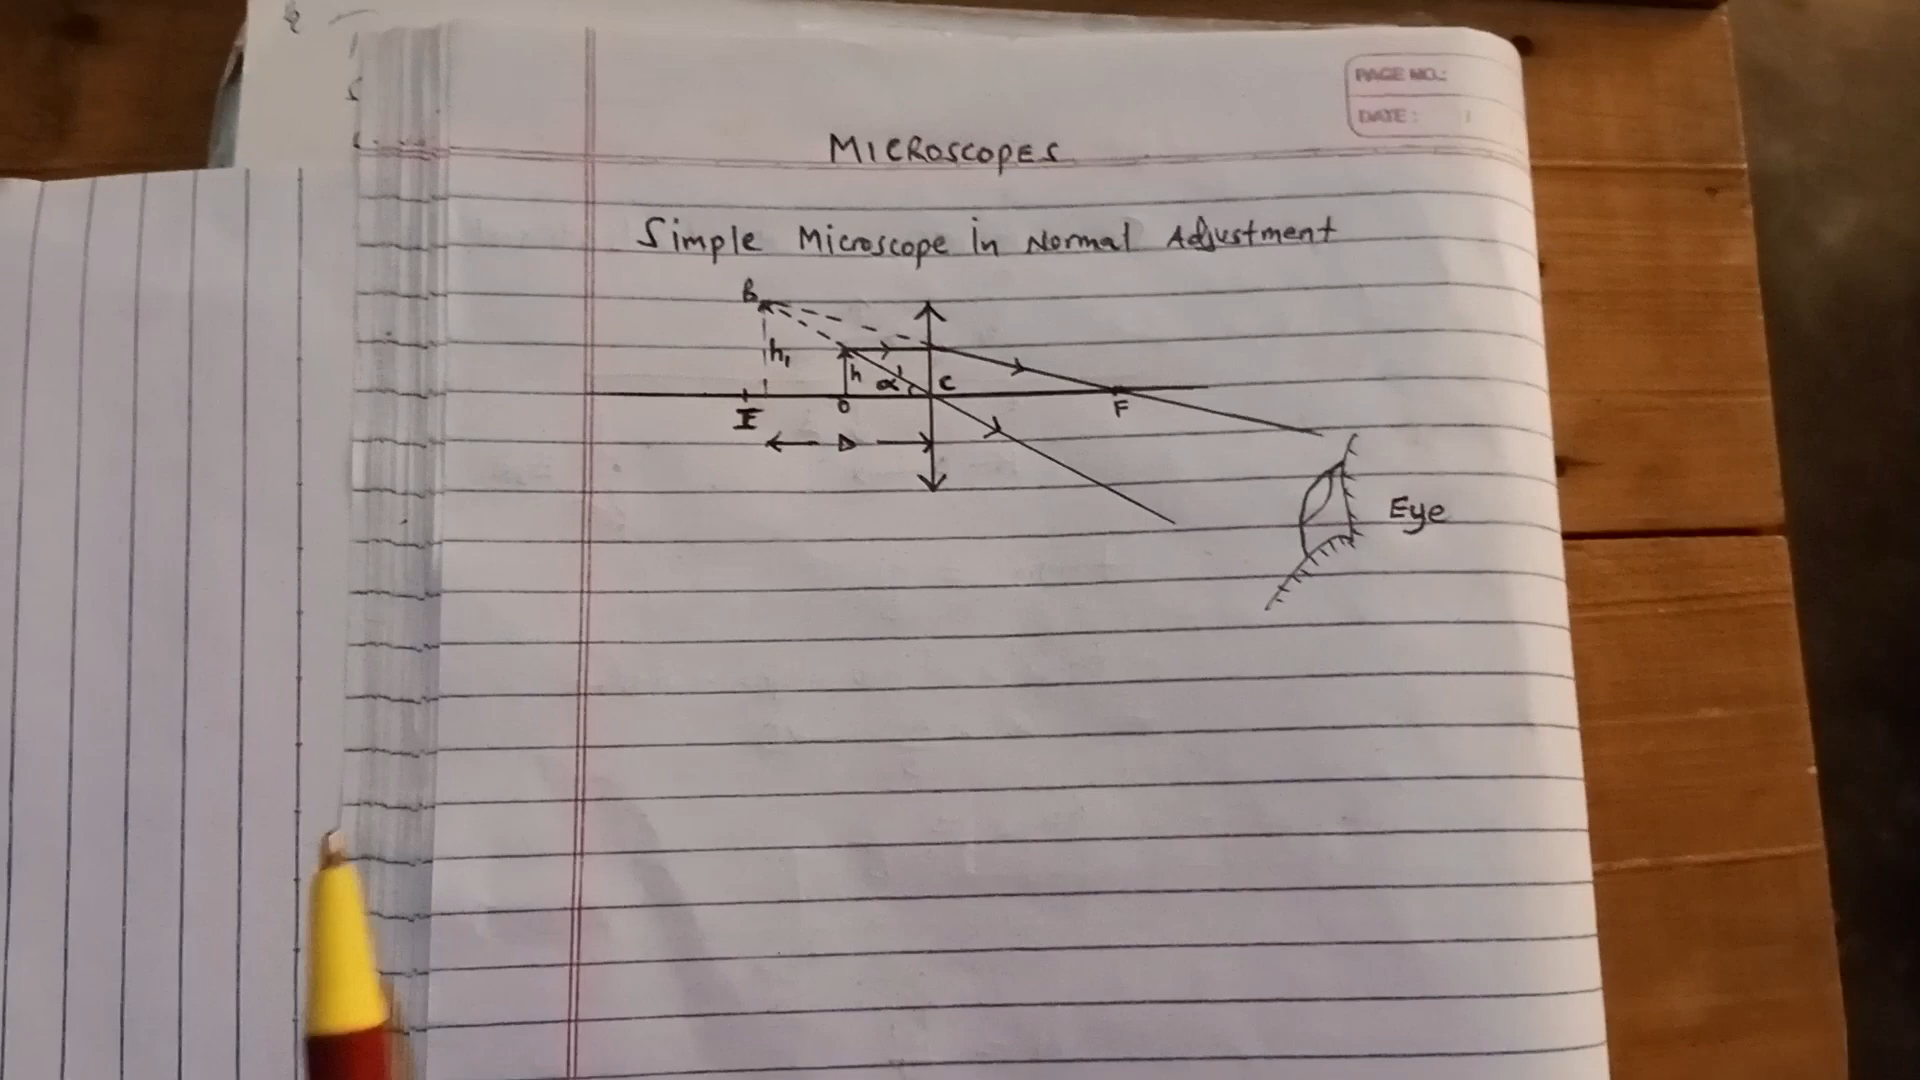 PAGE NO.:
DATE :
MICROSCOPES
Simple Microscope in Normal Adjustment
B
h₁
h
α'
C
I
O
F
D
Eye